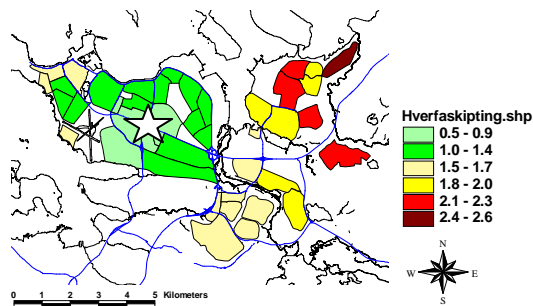 Hverfaskipting.shp
0.5 - 0.9
1.0 - 1.4
1.5 - 1.7
1.8 - 2.0
2.1 - 2.3
2.4 - 2.6
N
W E
S
0 1 2 3 4 5 Kilometers